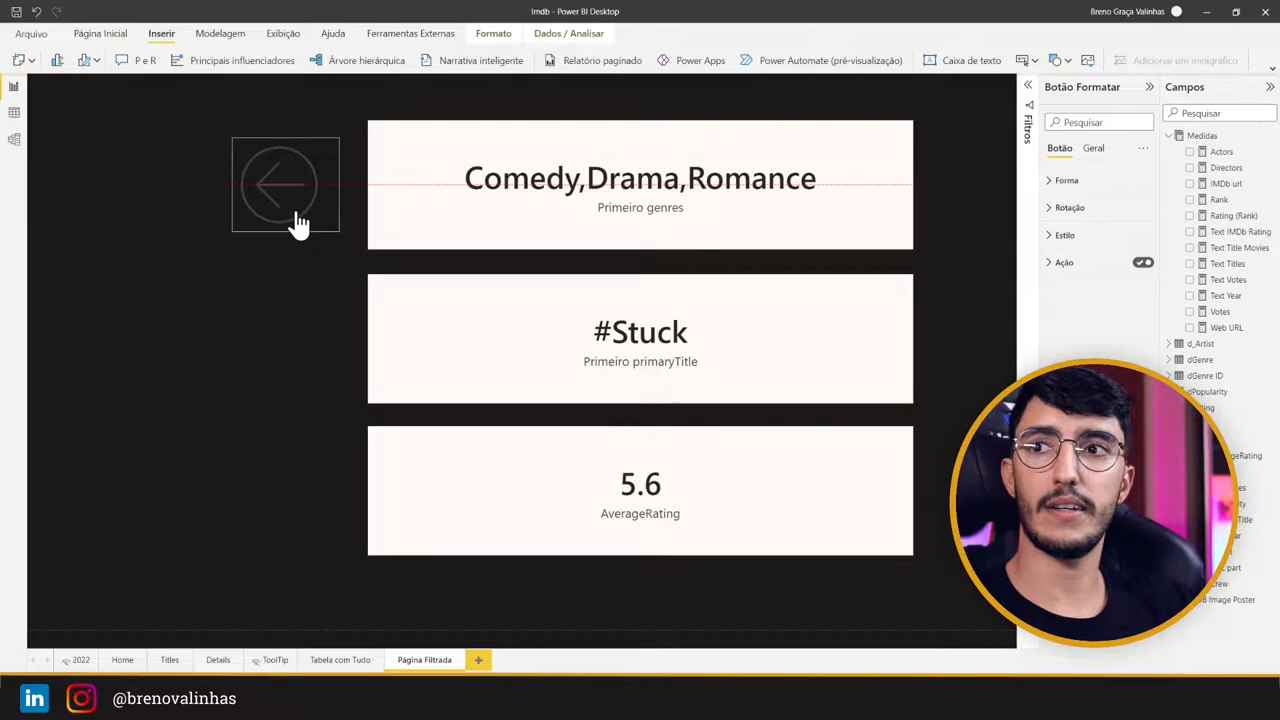 Imdb - Power BI Desktop
Breno Graça Valinhas
Arquivo
Página Inicial
Inserir
Modelagem
Exibição
Ajuda
Ferramentas Externas
Formato
Dados / Analisar
P e R
Principais influenciadores
Árvore hierárquica
Narrativa inteligente
Relatório paginado
Power Apps
Power Automate (pré-visualização)
Caixa de texto
Adicionar um minigráfico
Comedy,Drama,Romance
Primeiro genres
#Stuck
Primeiro primaryTitle
5.6
AverageRating
Filtros
Botão Formatar
Pesquisar
Botão
Geral
Forma
Rotação
Estilo
Ação
Campos
Pesquisar
Medidas
Actors
Directors
IMDb url
Rank
Rating (Rank)
Text IMDb Rating
Text Title Movies
Text Titles
Text Votes
Text Year
Votes
Web URL
d_Artist
dGenre
dGenre ID
dPopularity
2022
Home
Titles
Details
ToolTip
Tabela com Tudo
Página Filtrada
in
@brenovalinhas